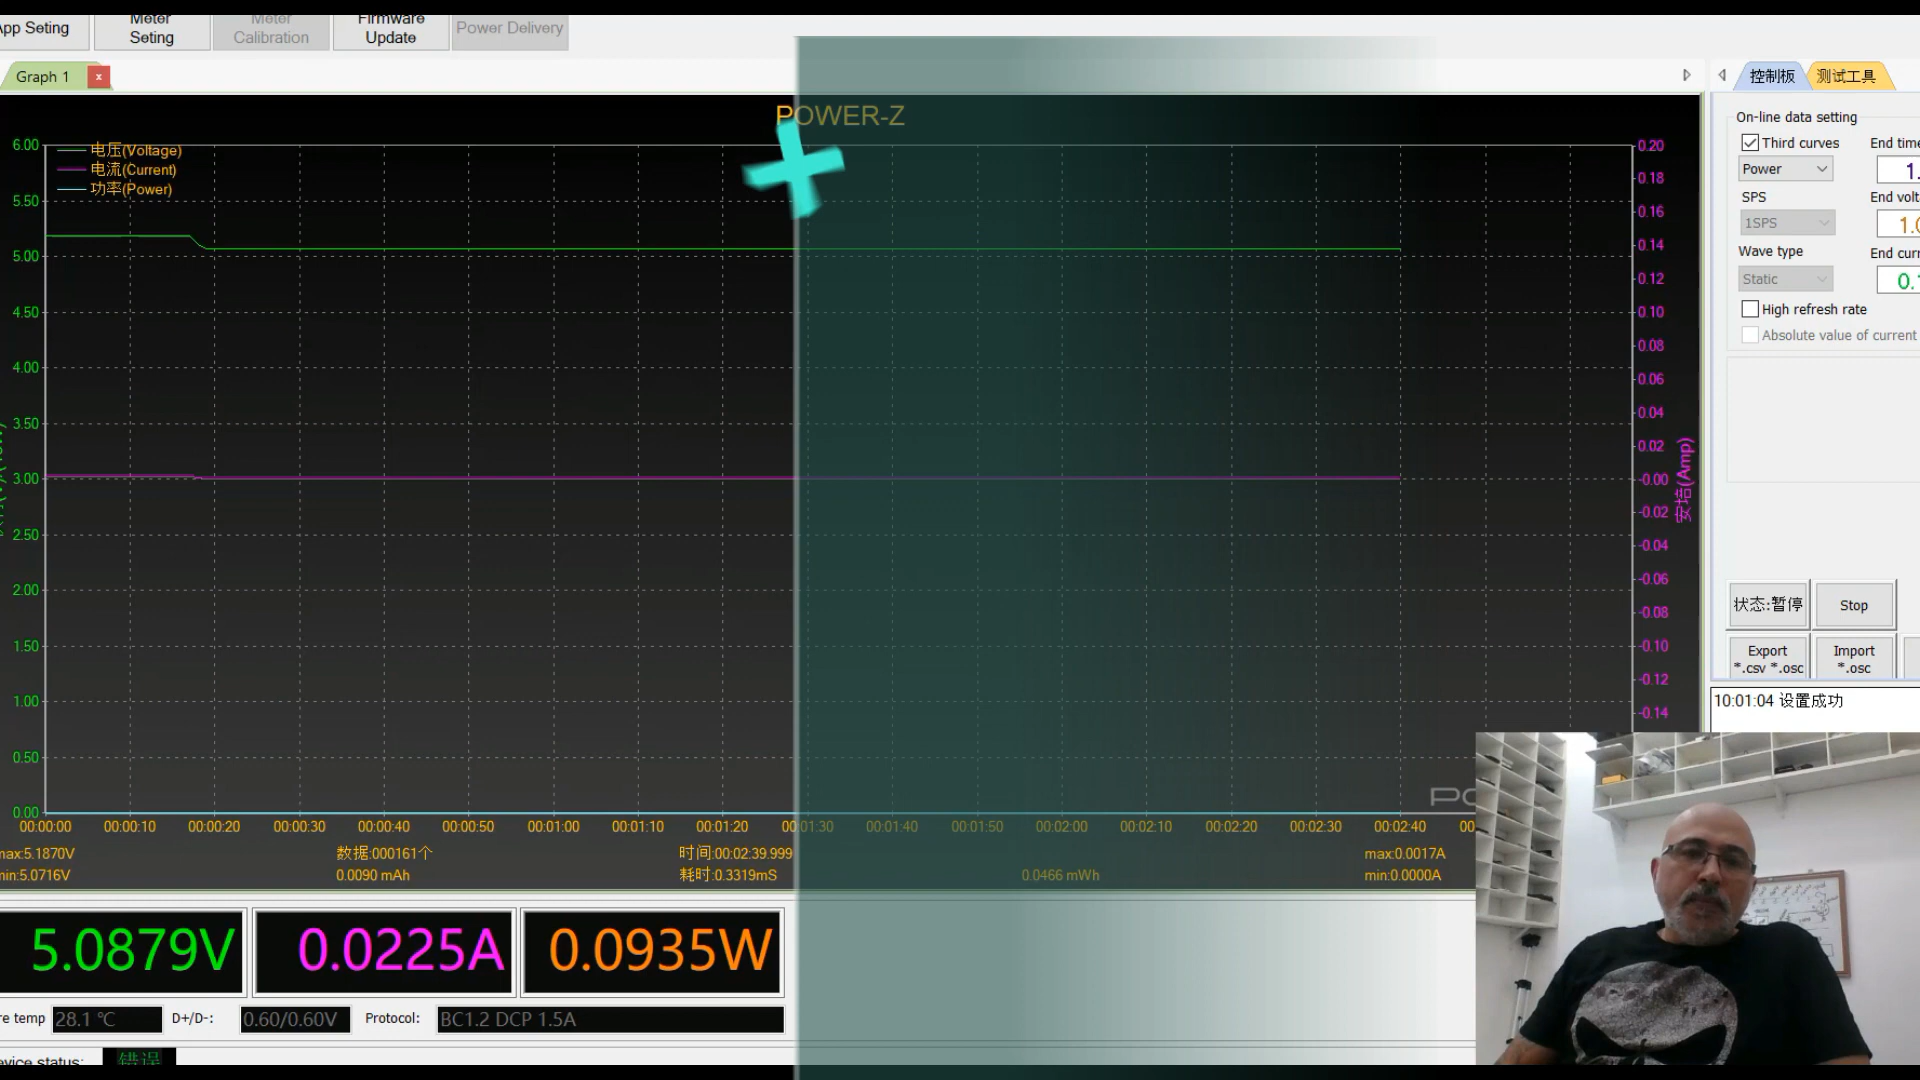 App Seting
Meter
Seting
Meter
Calibration
Firmware
Update
Power Delivery
Graph 1
x
控制板
测试工具
POWER-Z
电压(Voltage)
电流(Current)
功率(Power)
6.00
5.50
5.00
4.50
4.00
3.50
3.00
2.50
2.00
1.50
1.00
0.50
0.00
0.20
0.18
0.16
0.14
0.12
0.10
0.08
0.06
0.04
0.02
-0.00
-0.02
-0.04
-0.06
-0.08
-0.10
-0.12
-0.14
安培(Amp)
00:00:00 00:00:10 00:00:20 00:00:30 00:00:40 00:00:50 00:01:00 00:01:10 00:01:20 00:01:30 00:01:40 00:01:50 00:02:00 00:02:10 00:02:20 00:02:30 00:02:40 00
max:5.1870V
数据:000161个
时间:00:02:39.999
max:0.0017A
min:5.0716V
0.0090 mAh
耗时:0.3319mS
0.0466 mWh
min:0.0000A
5.0879V
0.0225A
0.0935W
re temp 28.1 ℃ D+/D-: 0.60/0.60V Protocol: BC1.2 DCP 1.5A
evice status: 错误
On-line data setting
Third curves
End time
Power
1.
SPS
End volt
1SPS
1.0
Wave type
End curr
Static
0.1
High refresh rate
Absolute value of current
状态:暂停
Stop
Export
*.csv *.osc
Import
*.osc
10:01:04 设置成功